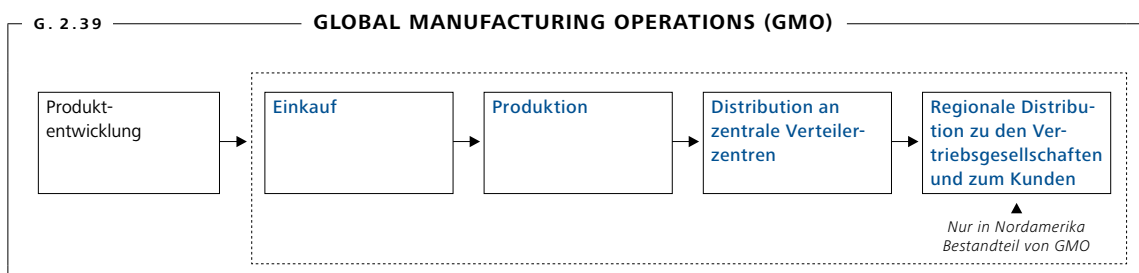 G. 2.39
GLOBAL MANUFACTURING OPERATIONS (GMO)
Produkt-
entwicklung
Einkauf
Produktion
Distribution an
zentrale Verteiler-
zentren
Regionale Distribu-
tion zu den Ver-
triebsgesellschaften
und zum Kunden
Nur in Nordamerika
Bestandteil von GMO